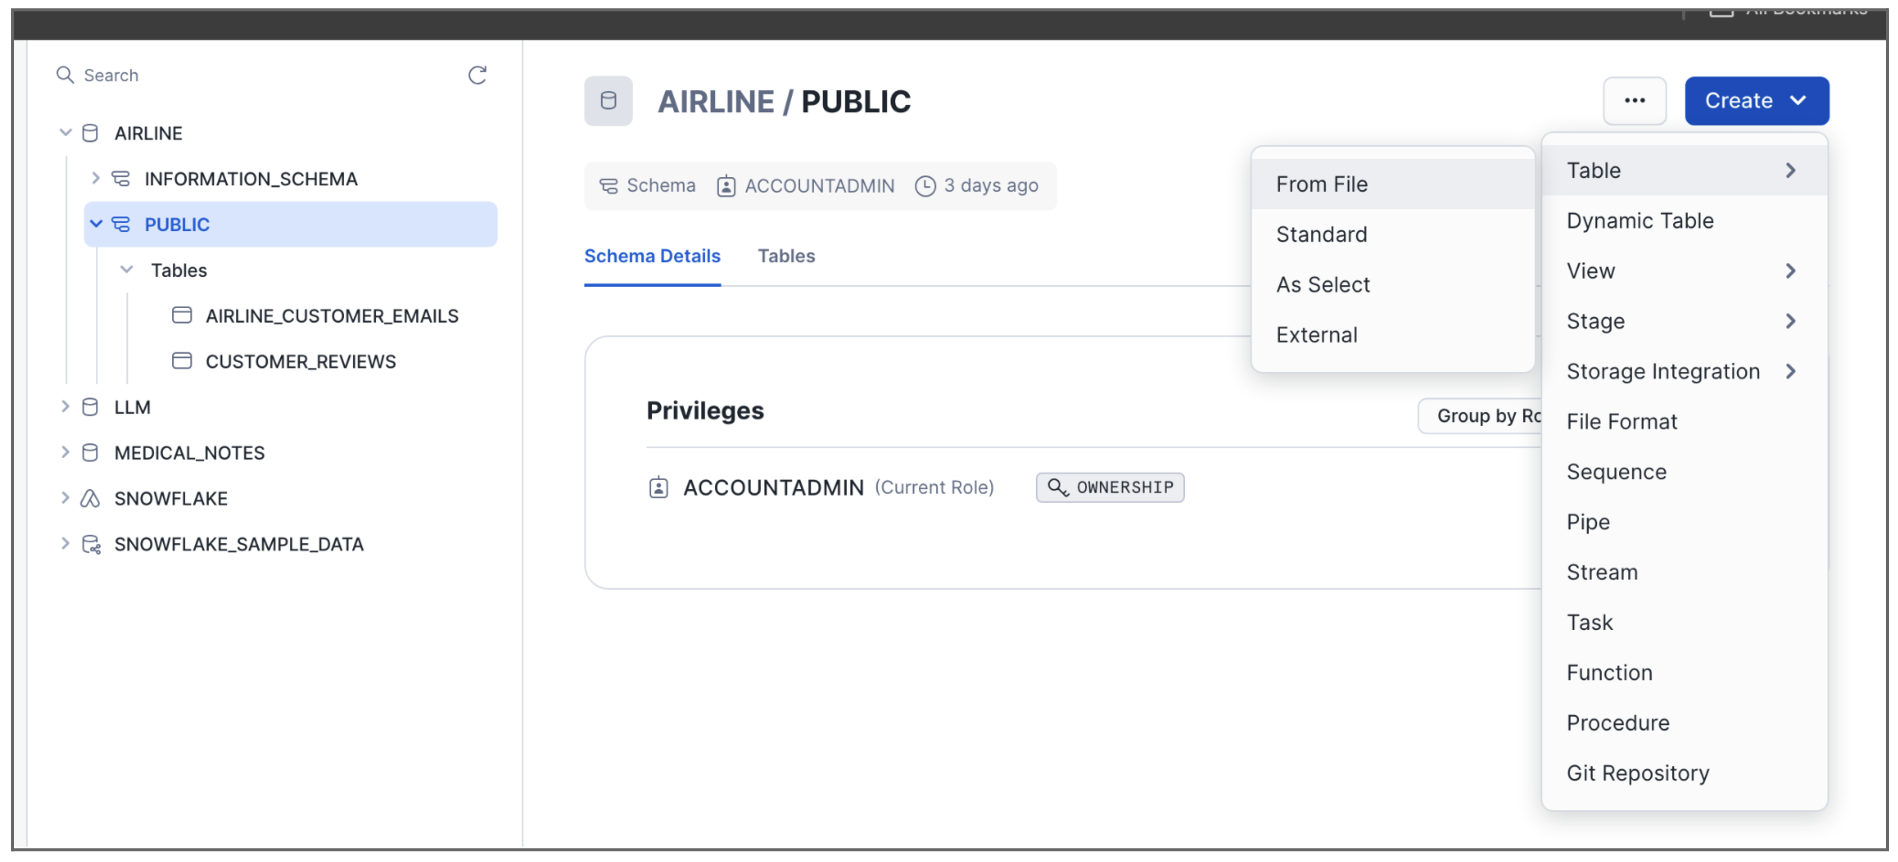 All Bookmarks
Search
AIRLINE
INFORMATION_SCHEMA
PUBLIC
Tables
AIRLINE_CUSTOMER_EMAILS
CUSTOMER_REVIEWS
LLM
MEDICAL_NOTES
SNOWFLAKE
SNOWFLAKE_SAMPLE_DATA
AIRLINE / PUBLIC
... Create
Schema ACCOUNTADMIN 3 days ago
Schema Details Tables
Privileges
Group by Ro
ACCOUNTADMIN (Current Role) OWNERSHIP
From File
Standard
As Select
External
Table
Dynamic Table
View
Stage
Storage Integration
File Format
Sequence
Pipe
Stream
Task
Function
Procedure
Git Repository